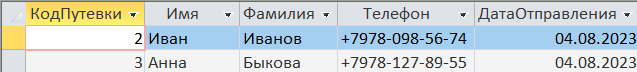 КодПутевки Имя Фамилия Телефон ДатаОтправления
2 Иван Иванов +7978-098-56-74 04.08.2023
3 Анна Быкова +7978-127-89-55 04.08.2023